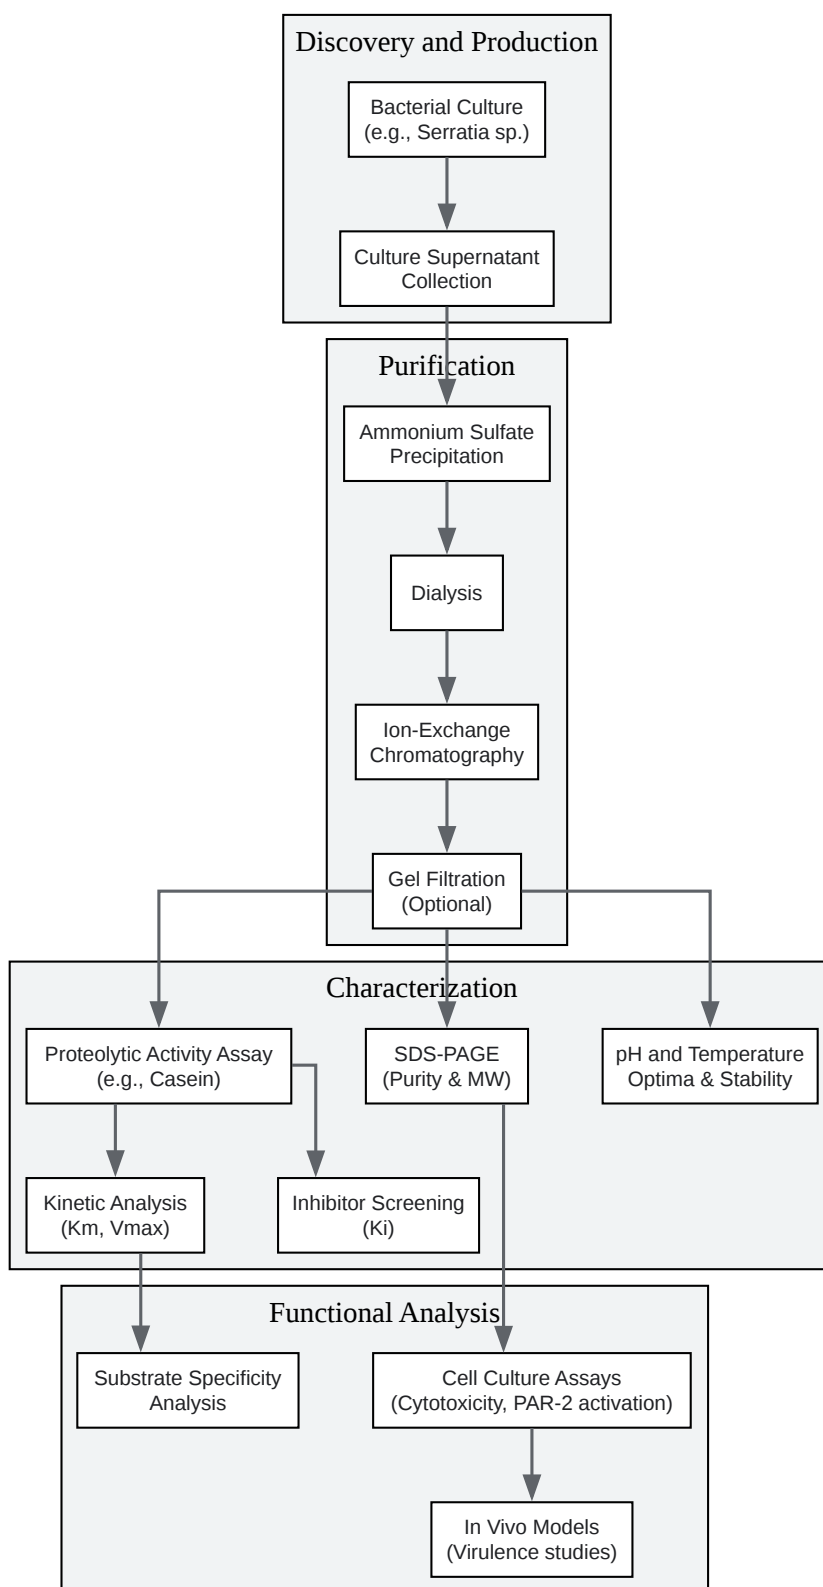 Discovery and Production
Bacterial Culture
(e.g., Serratia sp.)
Culture Supernatant
Collection
Purification
Ammonium Sulfate
Precipitation
Dialysis
Ion-Exchange
Chromatography
Gel Filtration
(Optional)
Characterization
Proteolytic Activity Assay
(e.g., Casein)
SDS-PAGE
(Purity & MW)
pH and Temperature
Optima & Stability
Kinetic Analysis
(Km, Vmax)
Inhibitor Screening
(Ki)
Functional Analysis
Substrate Specificity
Analysis
Cell Culture Assays
(Cytotoxicity, PAR-2 activation)
In Vivo Models
(Virulence studies)